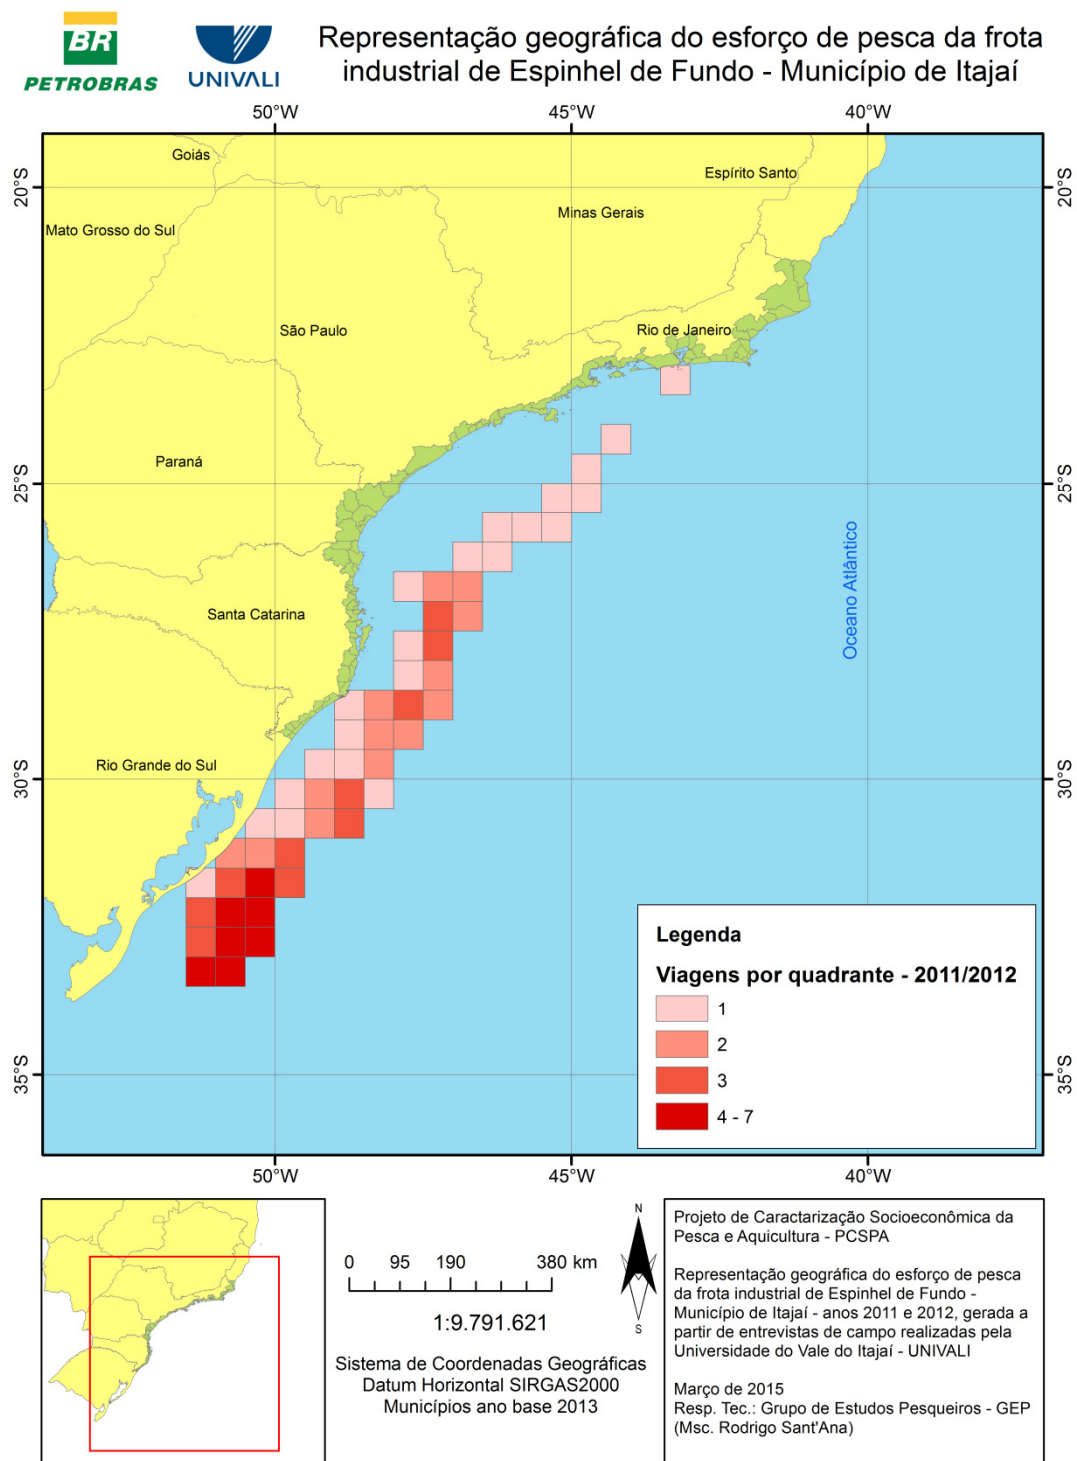 BR
PETROBRAS
UNIVALI
Representação geográfica do esforço de pesca da frota
industrial de Espinhel de Fundo - Município de Itajaí
50°W
45°W
40°W
Goiás
Espírito Santo
20°S
20°S
Minas Gerais
Mato Grosso do Sul
São Paulo
Rio de Janeiro
Paraná
25°S
25°S
Oceano Atlântico
Santa Catarina
Rio Grande do Sul
30°S
30°S
Legenda
Viagens por quadrante - 2011/2012
1
2
3
4 - 7
35°S
35°S
50°W
45°W
40°W
0 95 190 380 km
1:9.791.621
Sistema de Coordenadas Geográficas
Datum Horizontal SIRGAS2000
Municípios ano base 2013
N
S
Projeto de Caractarização Socioeconômica da
Pesca e Aquicultura - PCSPA
Representação geográfica do esforço de pesca
da frota industrial de Espinhel de Fundo -
Município de Itajaí - anos 2011 e 2012, gerada a
partir de entrevistas de campo realizadas pela
Universidade do Vale do Itajaí - UNIVALI
Março de 2015
Resp. Tec.: Grupo de Estudos Pesqueiros - GEP
(Msc. Rodrigo Sant'Ana)